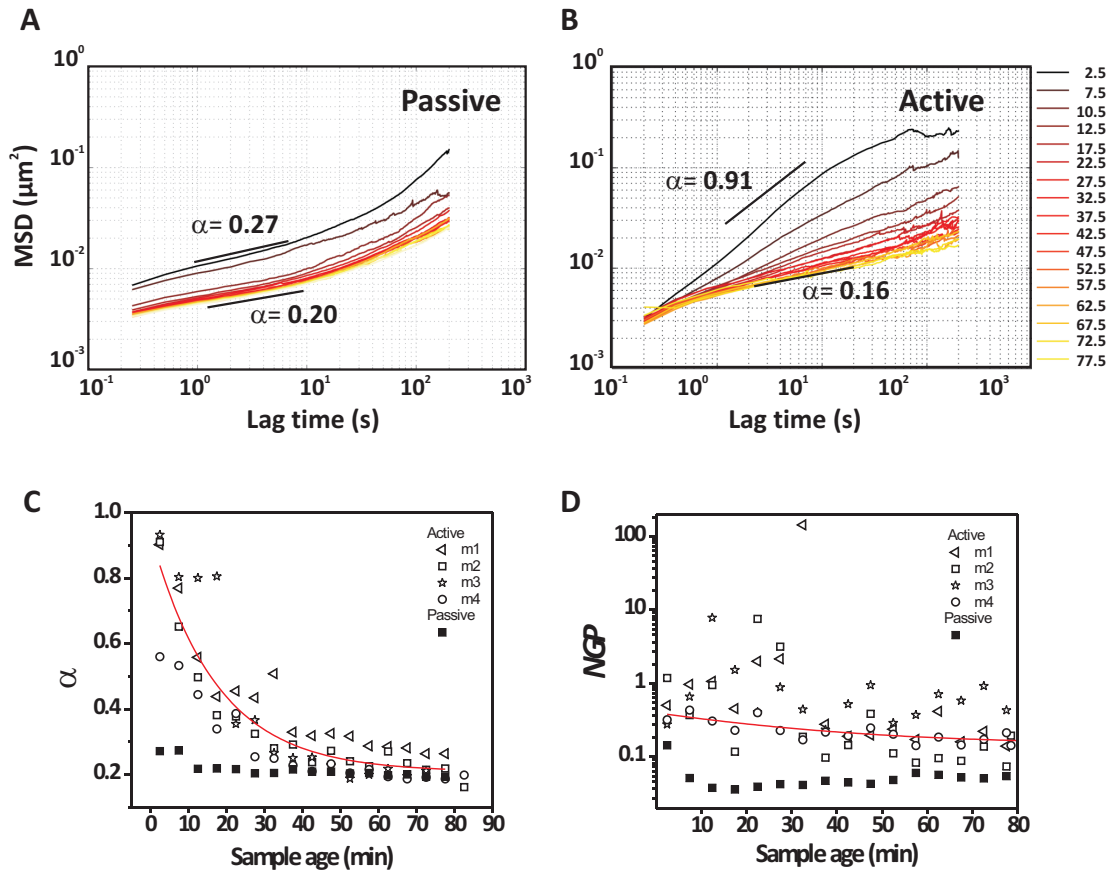 A
B
10⁰
10⁻¹
10⁻²
10⁻³
MSD (μm²)
Passive
α= 0.27
α= 0.20
10⁻¹ 10⁰ 10¹ 10² 10³
Lag time (s)
10⁰
10⁻¹
10⁻²
10⁻³
Active
α= 0.91
α= 0.16
10⁻¹ 10⁰ 10¹ 10² 10³
Lag time (s)
2.5
7.5
10.5
12.5
17.5
22.5
27.5
32.5
37.5
42.5
47.5
52.5
57.5
62.5
67.5
72.5
77.5
C
1.0
0.8
0.6
0.4
0.2
α
Active
m1
m2
m3
m4
Passive
0 10 20 30 40 50 60 70 80 90
Sample age (min)
D
100
10
1
0.1
NGP
Active
m1
m2
m3
m4
Passive
10 20 30 40 50 60 70 80
Sample age (min)